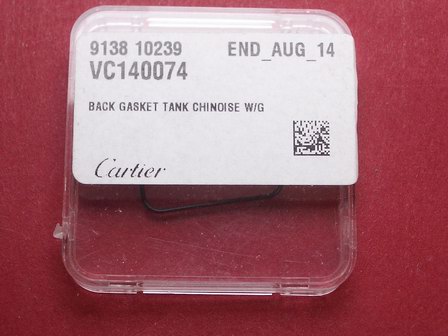 9138 10239 END_AUG_14
VC140074
BACK GASKET TANK CHINOISE W/G
Cartier